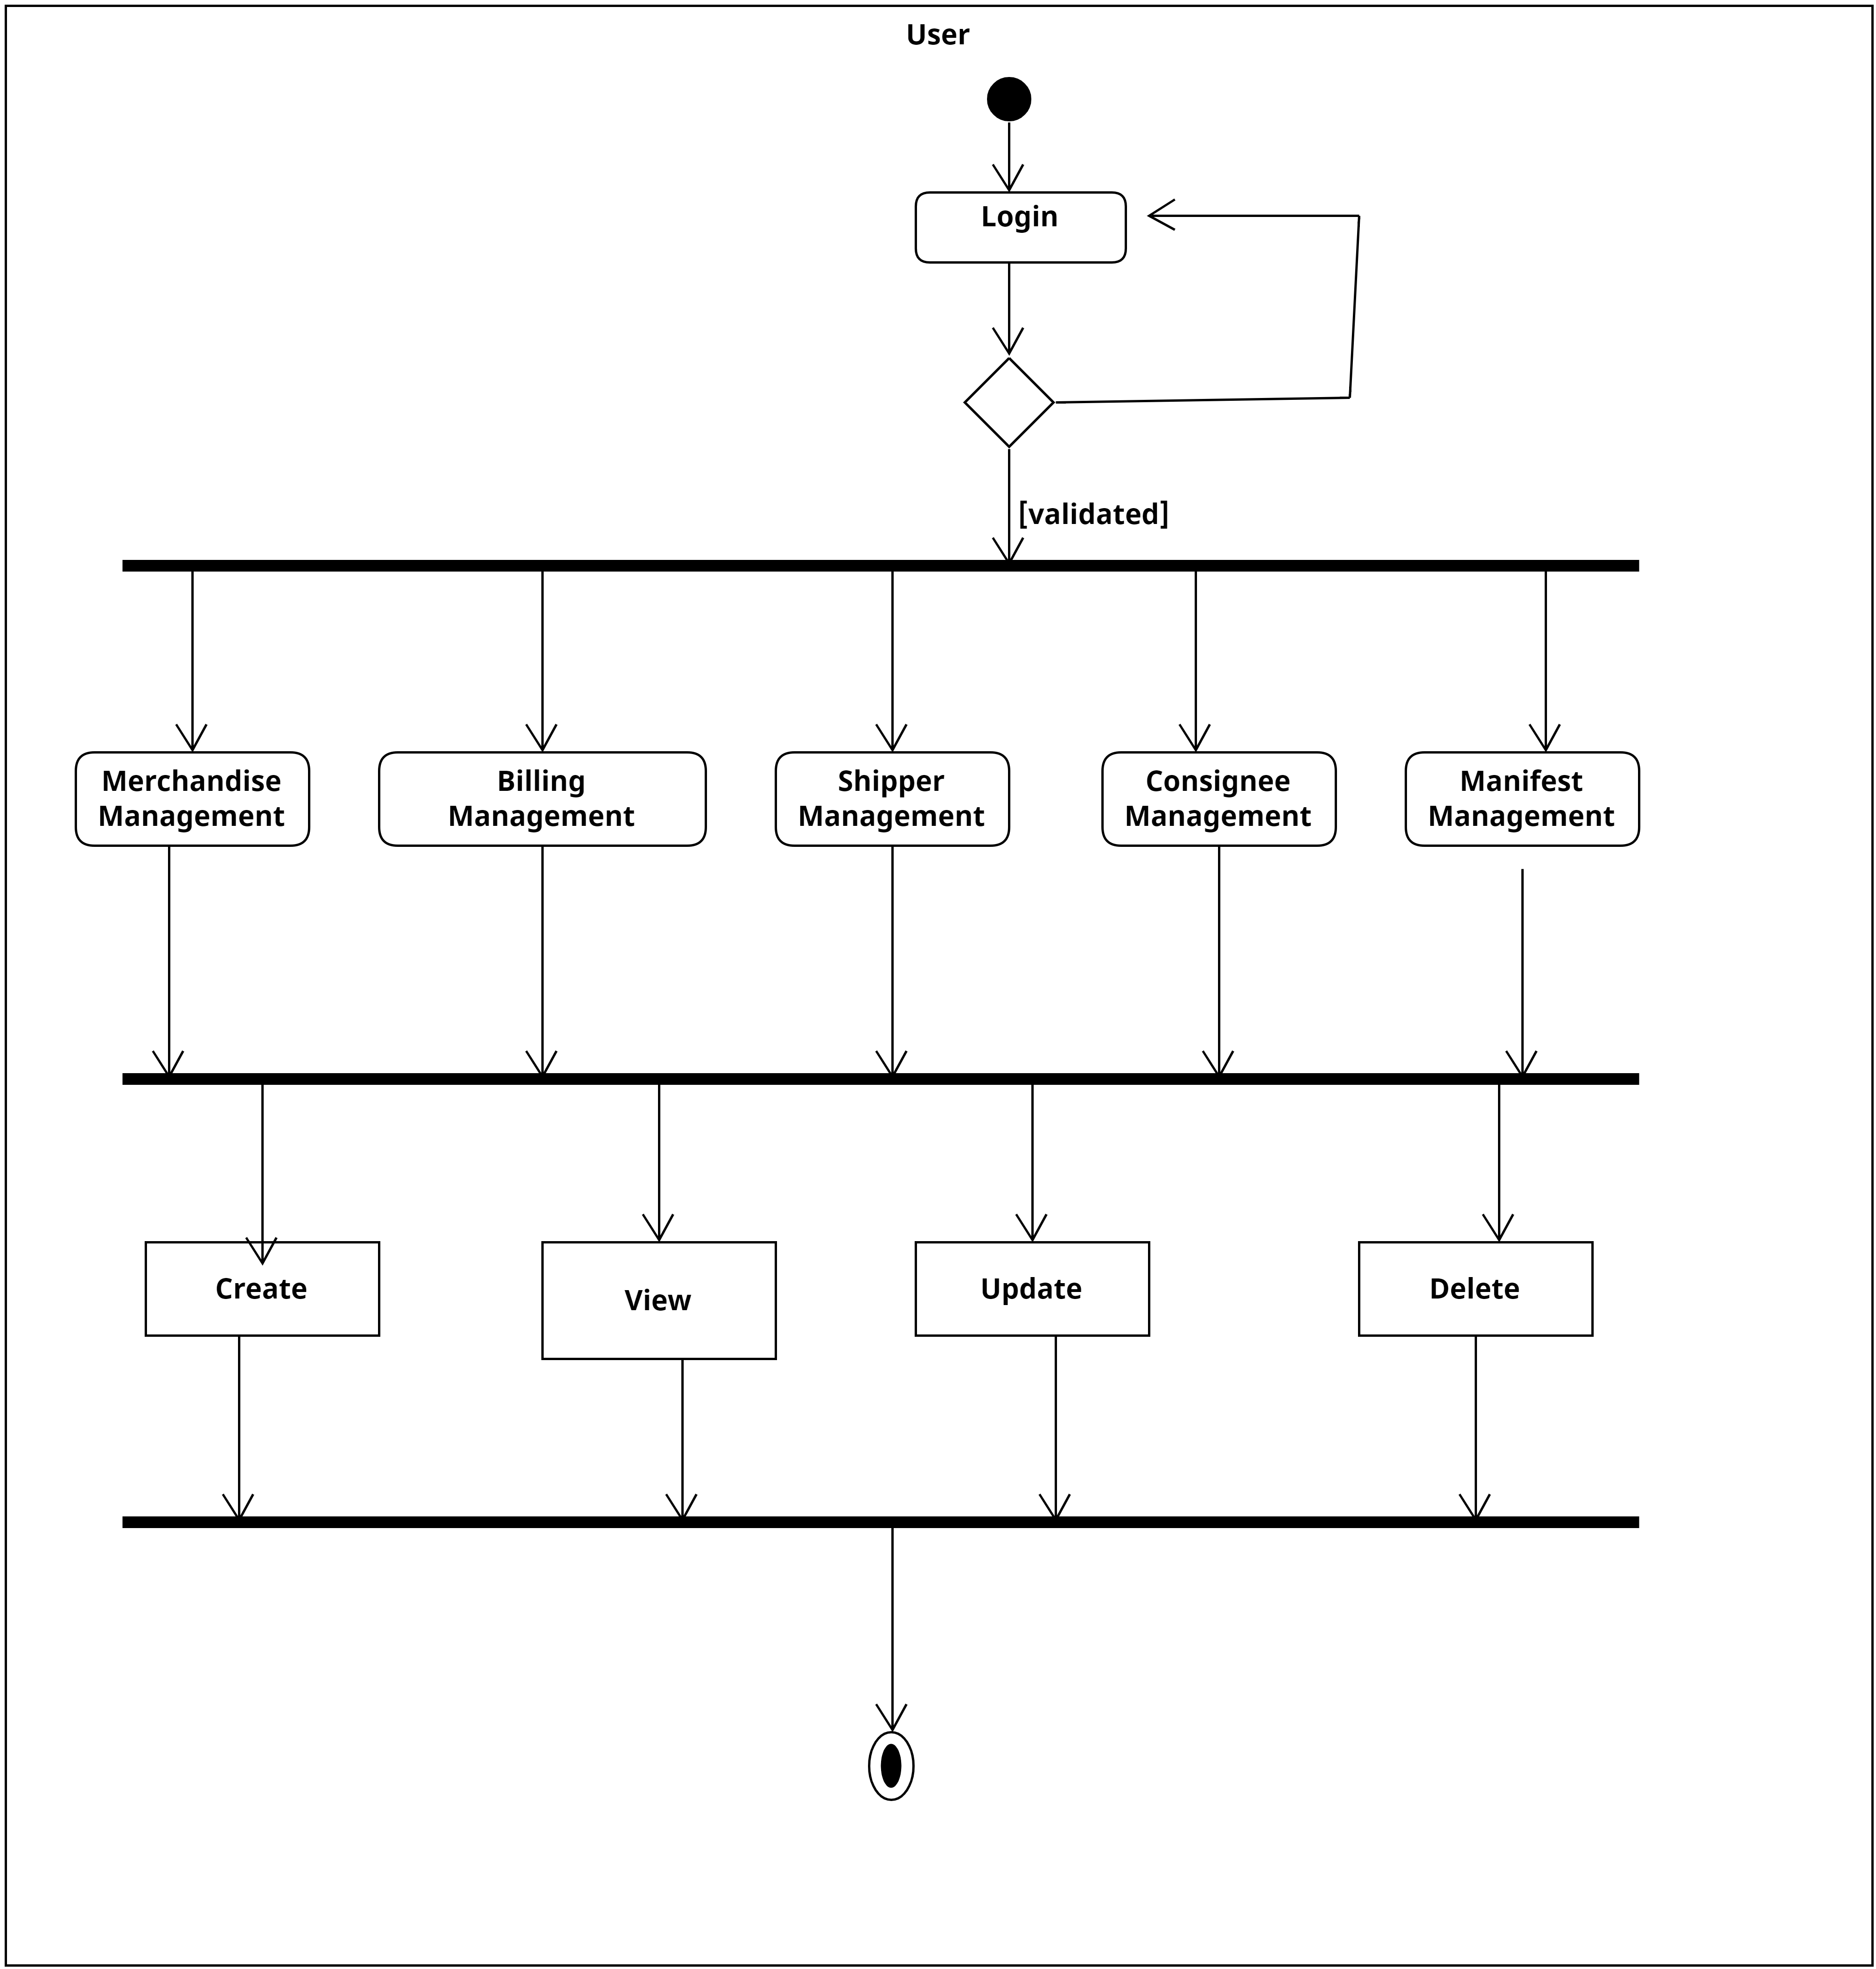 User
Login
[validated]
Merchandise
Management
Billing
Management
Shipper
Management
Consignee
Management
Manifest
Management
Create
View
Update
Delete